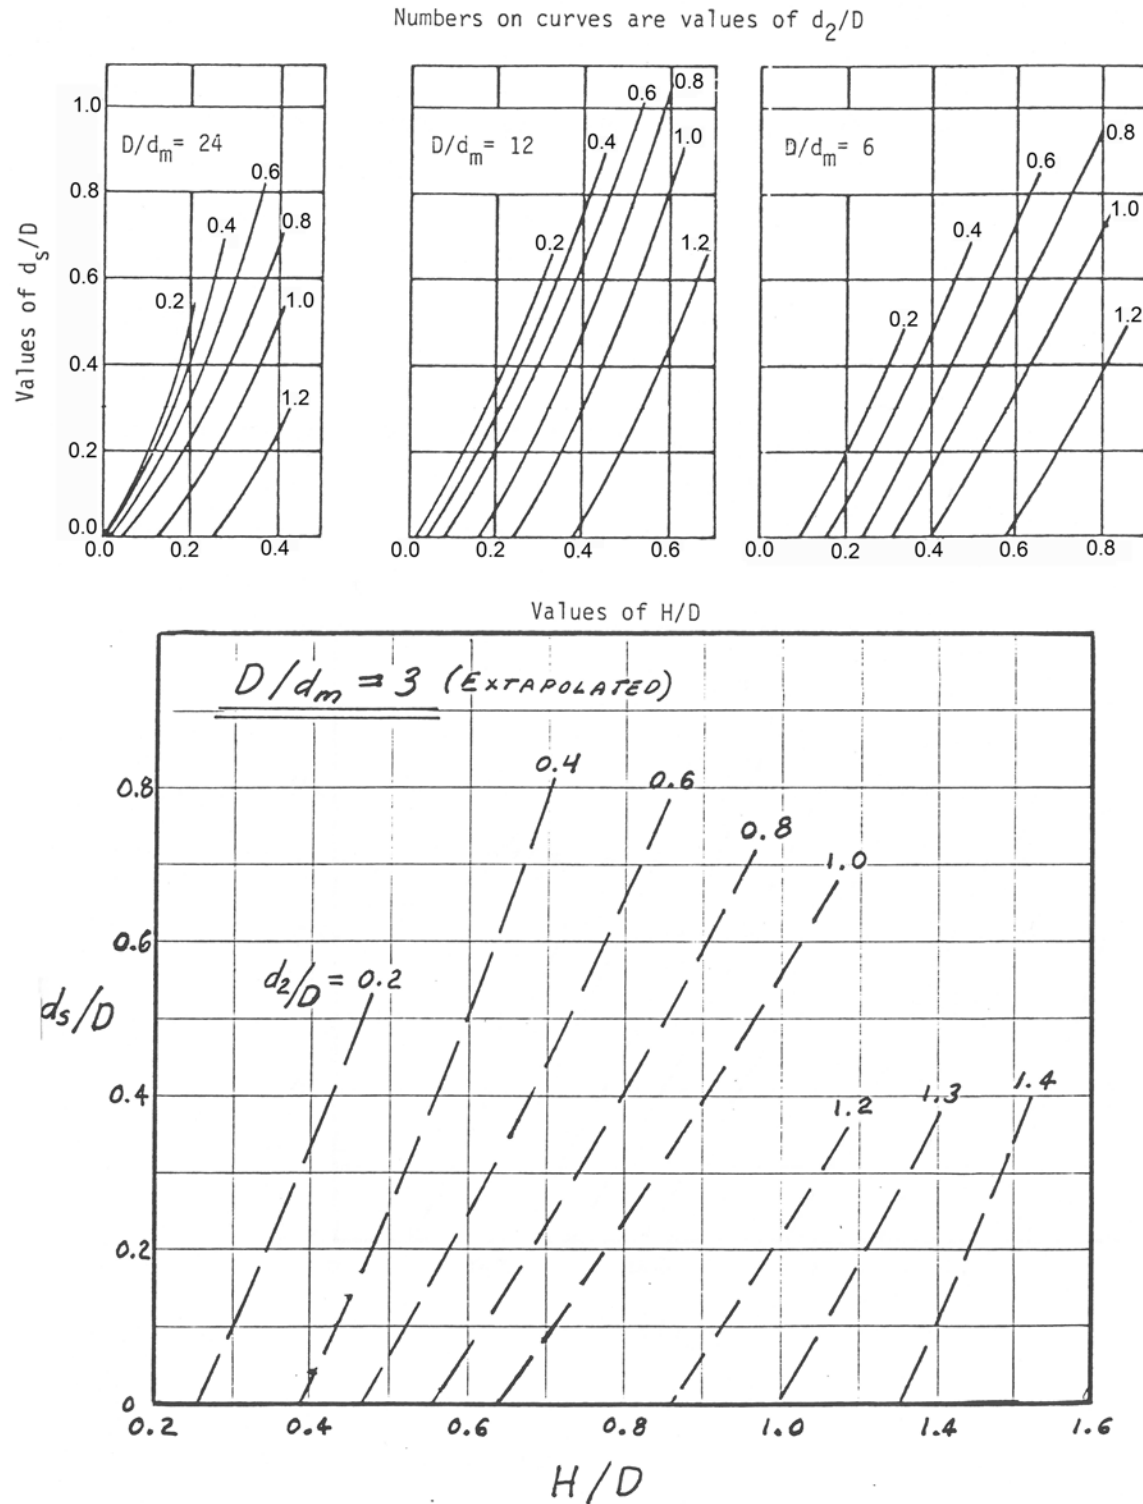 Numbers on curves are values of d2/D
Values of ds/D
1.0
0.8
0.6
0.4
0.2
0.0
D/dm= 24
0.6
0.4
0.8
0.2
1.0
1.2
0.0 0.2 0.4
D/dm= 12
0.8
0.6
1.0
0.4
0.2
1.2
0.0 0.2 0.4 0.6
D/dm= 6
0.8
0.6
1.0
0.4
0.2
1.2
0.0 0.2 0.4 0.6 0.8
Values of H/D
D/dm = 3 (EXTAPOLATED)
0.4
0.6
0.8
1.0
d2/D = 0.2
1.2
1.3
1.4
ds/D
0.8
0.6
0.4
0.2
0
0.2 0.4 0.6 0.8 1.0 1.4 1.6
H/D